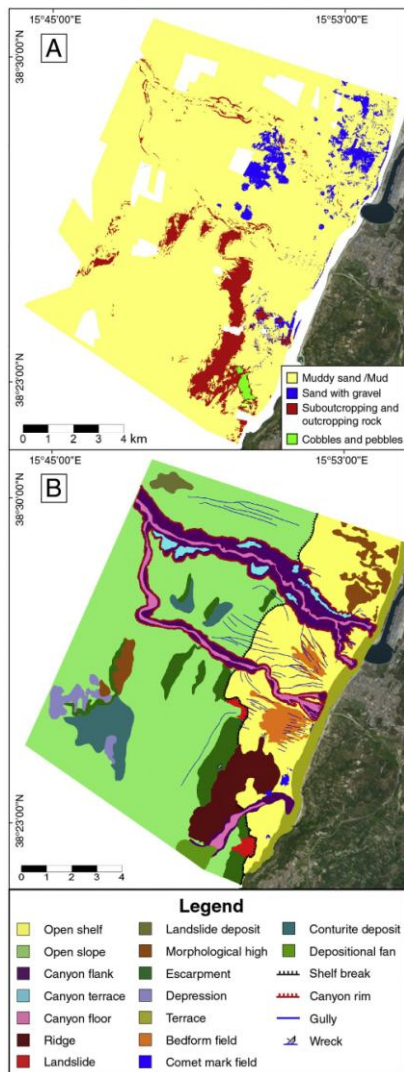 15°45'00"E 15°53'00"E
A
38°30'00"N
38°23'00"N
Muddy sand /Mud
Sand with gravel
Suboutcropping and
outcropping rock
Cobbles and pebbles
0 1 2 3 4
km
15°45'00"E 15°53'00"E
B
38°30'00"N
38°23'00"N
0 1 2 3 4
Legend
Open shelf Landslide deposit Conturite deposit
Open slope Morphological high Depositional fan
Canyon flank Escarpment Shelf break
Canyon terrace Depression Canyon rim
Canyon floor Terrace Gully
Ridge Bedform field Wreck
Landslide Comet mark field